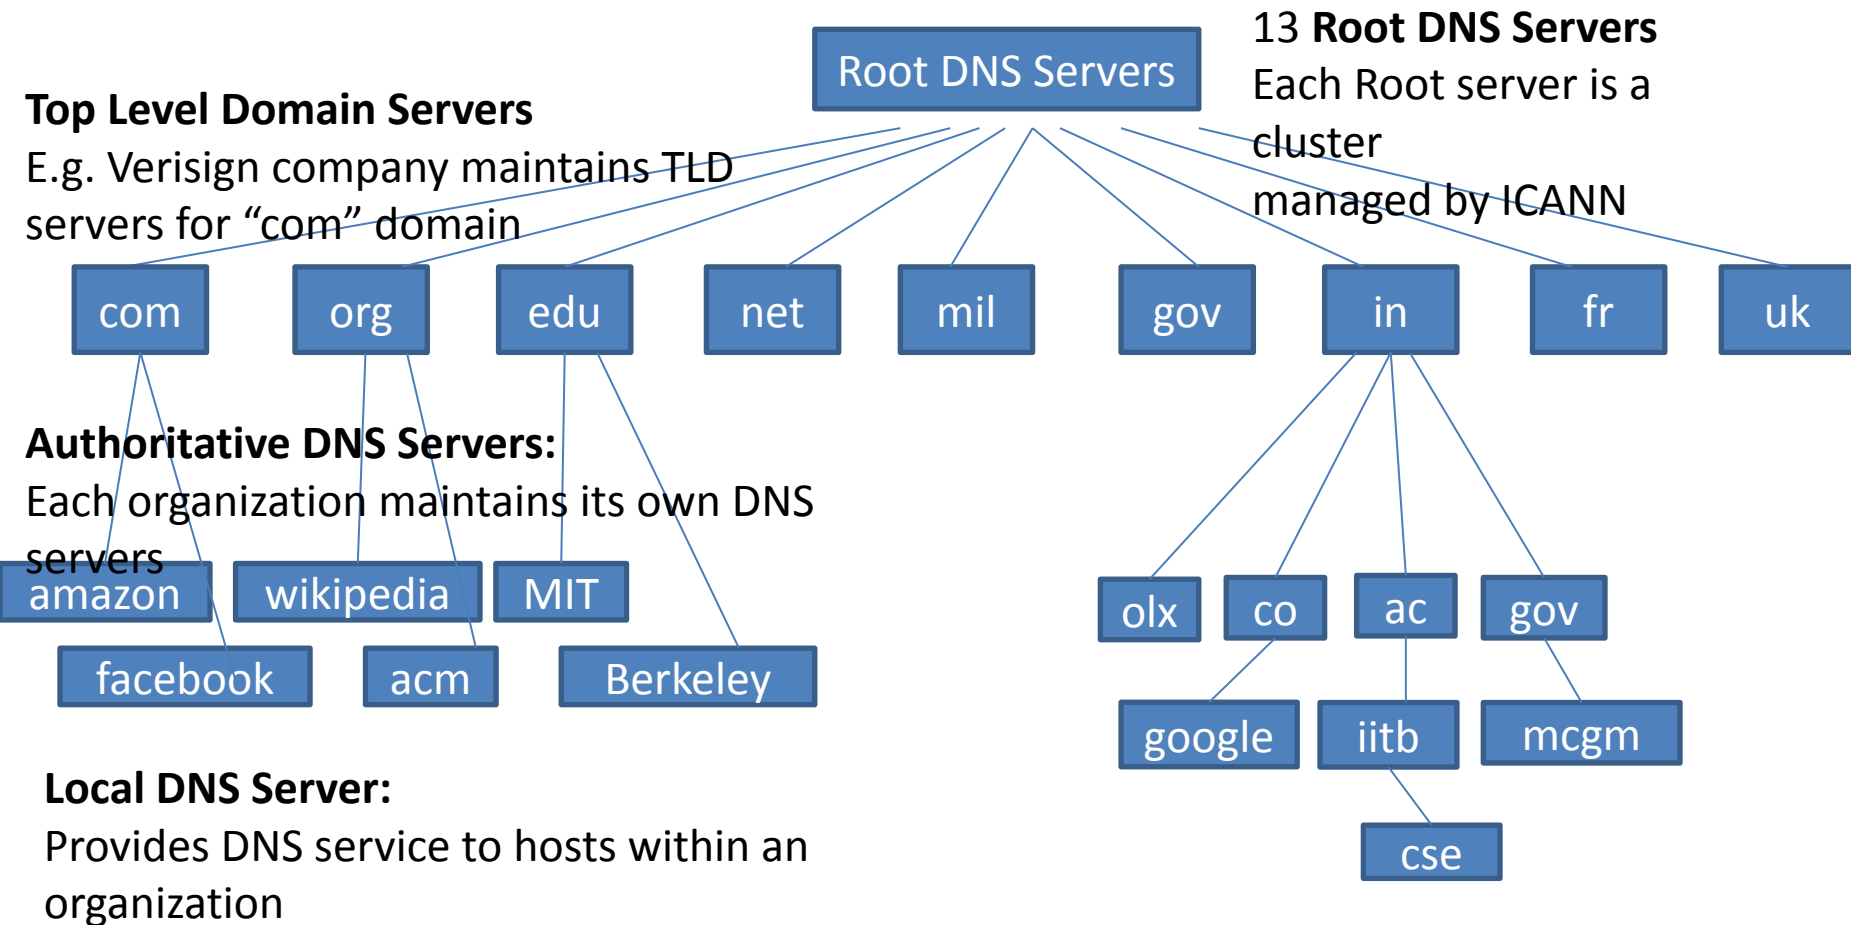 Root DNS Servers
13 Root DNS Servers
Each Root server is a
cluster
managed by ICANN
Top Level Domain Servers
E.g. Verisign company maintains TLD
servers for “com” domain
com
org
edu
net
mil
gov
in
fr
uk
Authoritative DNS Servers:
Each organization maintains its own DNS
servers
amazon
wikipedia
MIT
olx
co
ac
gov
facebook
acm
Berkeley
google
iitb
mcgm
cse
Local DNS Server:
Provides DNS service to hosts within an
organization